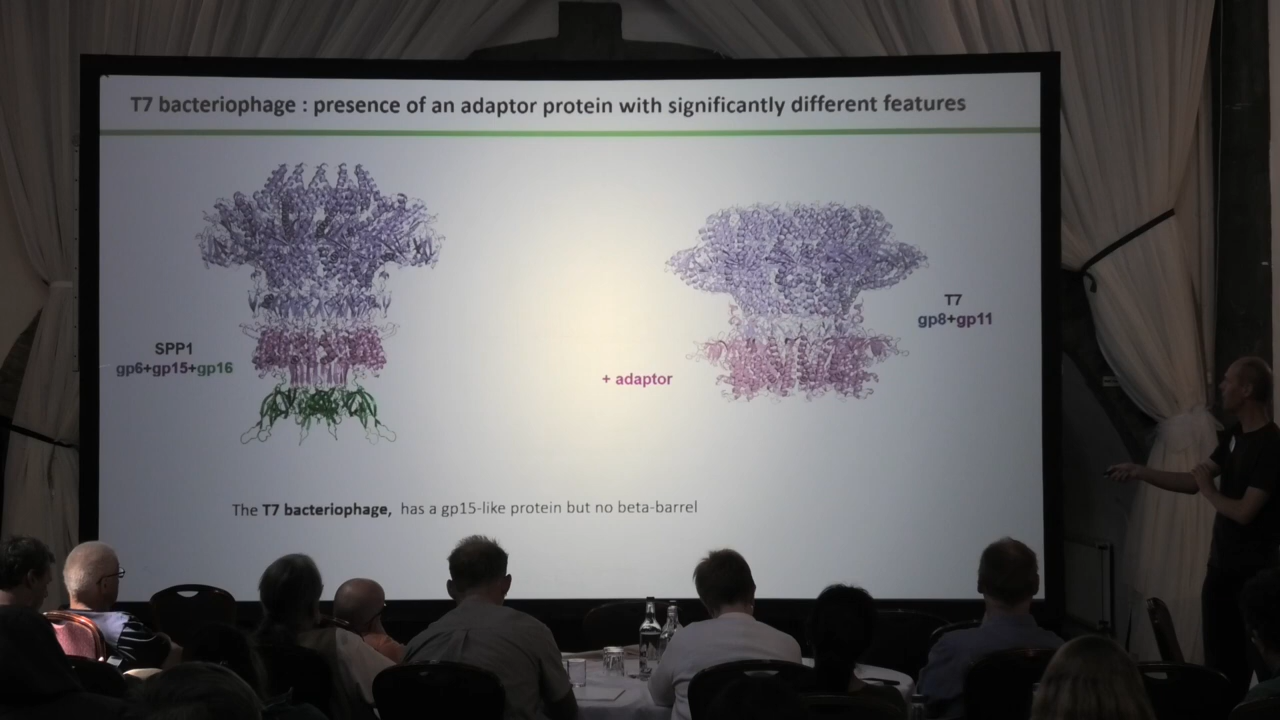 T7 bacteriophage : presence of an adaptor protein with significantly different features
SPP1
gp6+gp15+gp16
+ adaptor
T7
gp8+gp11
The T7 bacteriophage, has a gp15-like protein but no beta-barrel